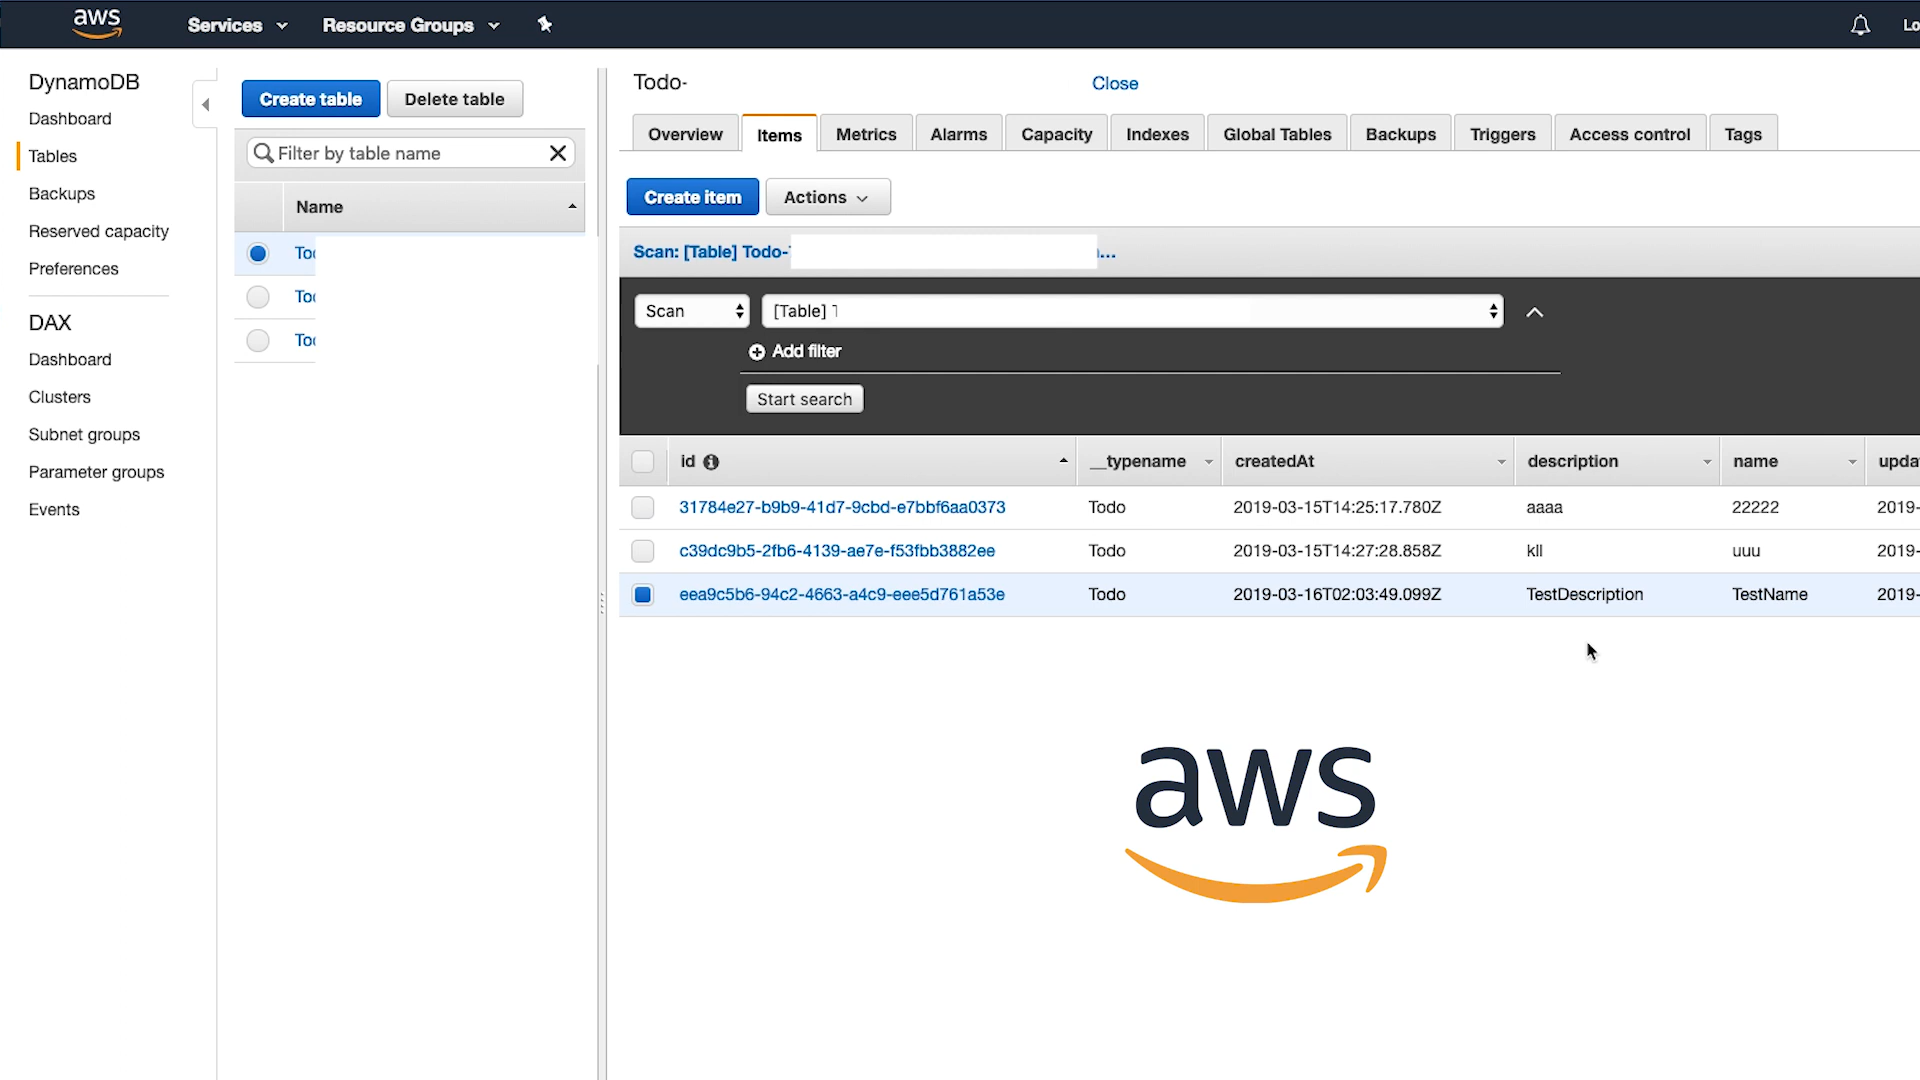 aws Services Resource Groups
DynamoDB
Dashboard
Tables
Backups
Reserved capacity
Preferences
DAX
Dashboard
Clusters
Subnet groups
Parameter groups
Events
Create table Delete table
Filter by table name
Name
Todo-
Close
Overview Items Metrics Alarms Capacity Indexes Global Tables Backups Triggers Access control Tags
Create item Actions
Scan: [Table] Todo- ...
Scan [Table] T
Add filter
Start search
id __typename createdAt description name
31784e27-b9b9-41d7-9cbd-e7bbf6aa0373 Todo 2019-03-15T14:25:17.780Z aaaa 22222 2019-
c39dc9b5-2fb6-4139-ae7e-f53fbb3882ee Todo 2019-03-15T14:27:28.858Z kll uuu 2019-
eea9c5b6-94c2-4663-a4c9-eee5d761a53e Todo 2019-03-16T02:03:49.099Z TestDescription TestName 2019-
aws